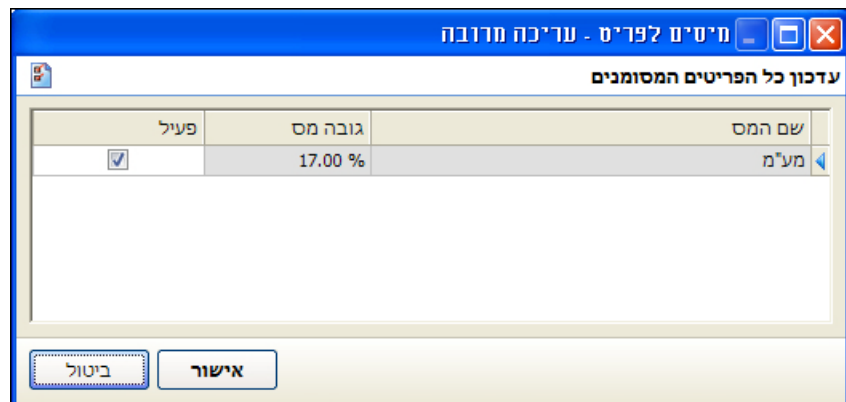 מיסים לפריט - עריכה מרובה
עדכון כל הפריטים המסומנים
שם המס גובה מס פעיל
מע"מ 17.00 %
אישור ביטול